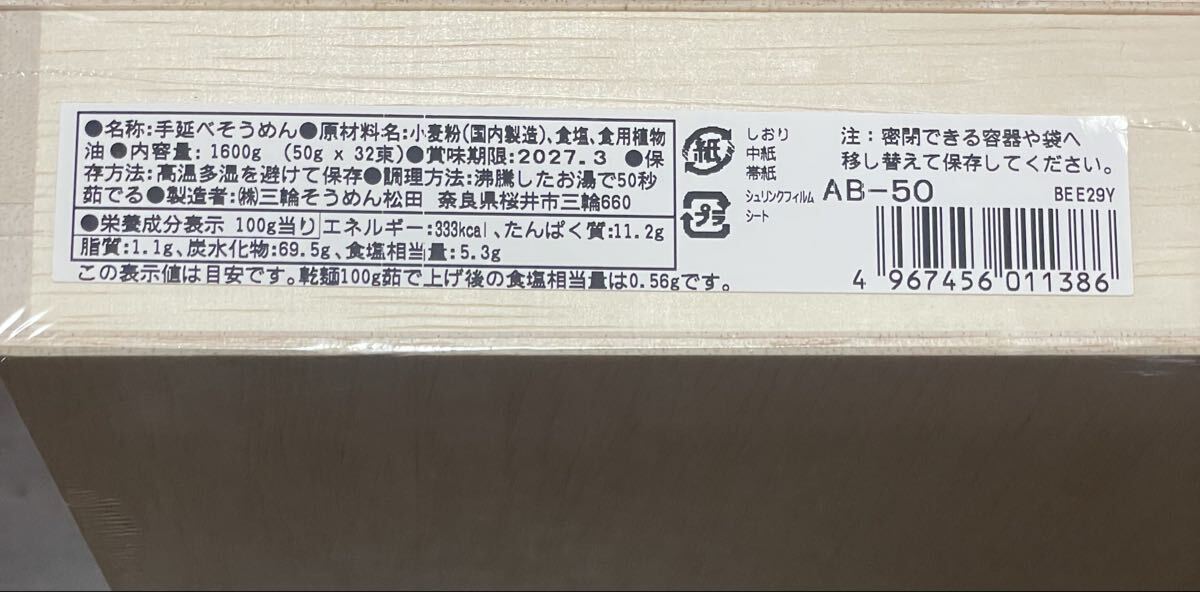 ●名称:手延べそうめん●原材料名:小麦粉(国内製造)、食塩、食用植物
油 ●内容量: 1600g (50g x 32束)●賞味期限:2027.3 ●保
存方法:高温多湿を避けて保存●調理方法:沸騰したお湯で50秒
茹でる●製造者:㈱三輪そうめん松田 奈良県桜井市三輪660
●栄養成分表示 100g当り エネルギー:333kcal、たんぱく質:11.2g
脂質:1.1g、炭水化物:69.5g、食塩相当量:5.3g
この表示値は目安です。乾麺100g茹で上げ後の食塩相当量は0.56gです。
紙
しおり
中紙
帯紙
プラ
シュリンクフィルム
シート
注: 密閉できる容器や袋へ
移し替えて保存してください。
AB-50
BEE29Y
4 967456 011386